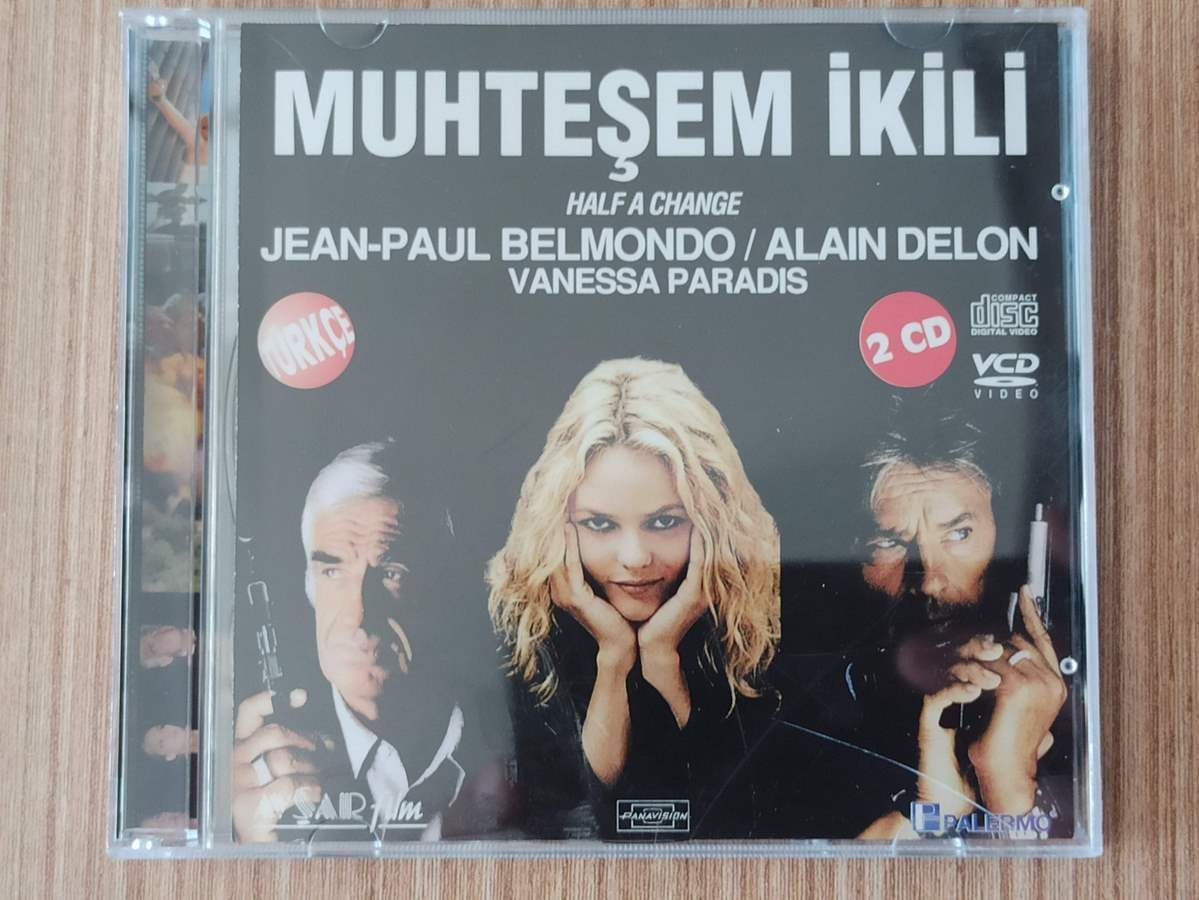 MUHTEŞEM İKİLİ
HALF A CHANGE
JEAN-PAUL BELMONDO / ALAIN DELON
VANESSA PARADIS
TÜRKÇE
2 CD
COMPACT
disc
DIGITAL VIDEO
VCD
VIDEO
AVŞAR film
PANAVISION
PALERMO